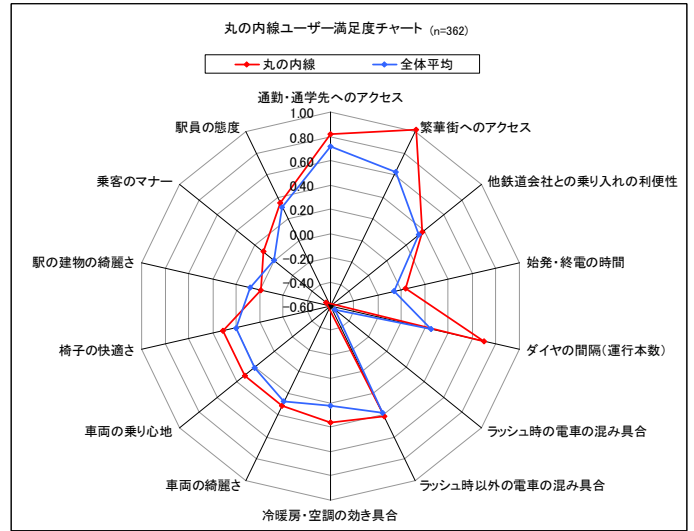 丸の内線ユーザー満足度チャート (n=362)
丸の内線 全体平均
通勤・通学先へのアクセス
繁華街へのアクセス
他鉄道会社との乗り入れの利便性
始発・終電の時間
ダイヤの間隔(運行本数)
ラッシュ時の電車の混み具合
ラッシュ時以外の電車の混み具合
冷暖房・空調の効き具合
車両の綺麗さ
車両の乗り心地
椅子の快適さ
駅の建物の綺麗さ
乗客のマナー
駅員の態度
1.00
0.80
0.60
0.40
0.20
0.00
-0.20
-0.40
-0.60